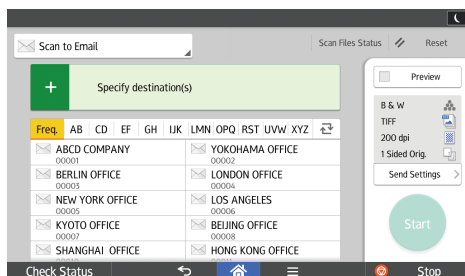 Scan to Email
Scan Files Status
Reset
Specify destination(s)
Preview
Freq. AB CD EF GH IJK LMN OPQ RST UVW XYZ
B & W
TIFF
200 dpi
1 Sided Orig.
ABCD COMPANY
00001
YOKOHAMA OFFICE
00002
BERLIN OFFICE
00003
LONDON OFFICE
00004
NEW YORK OFFICE
00005
LOS ANGELES
00006
KYOTO OFFICE
00007
BEIJING OFFICE
00008
SHANGHAI OFFICE
HONG KONG OFFICE
Send Settings
Start
Check Status
Stop